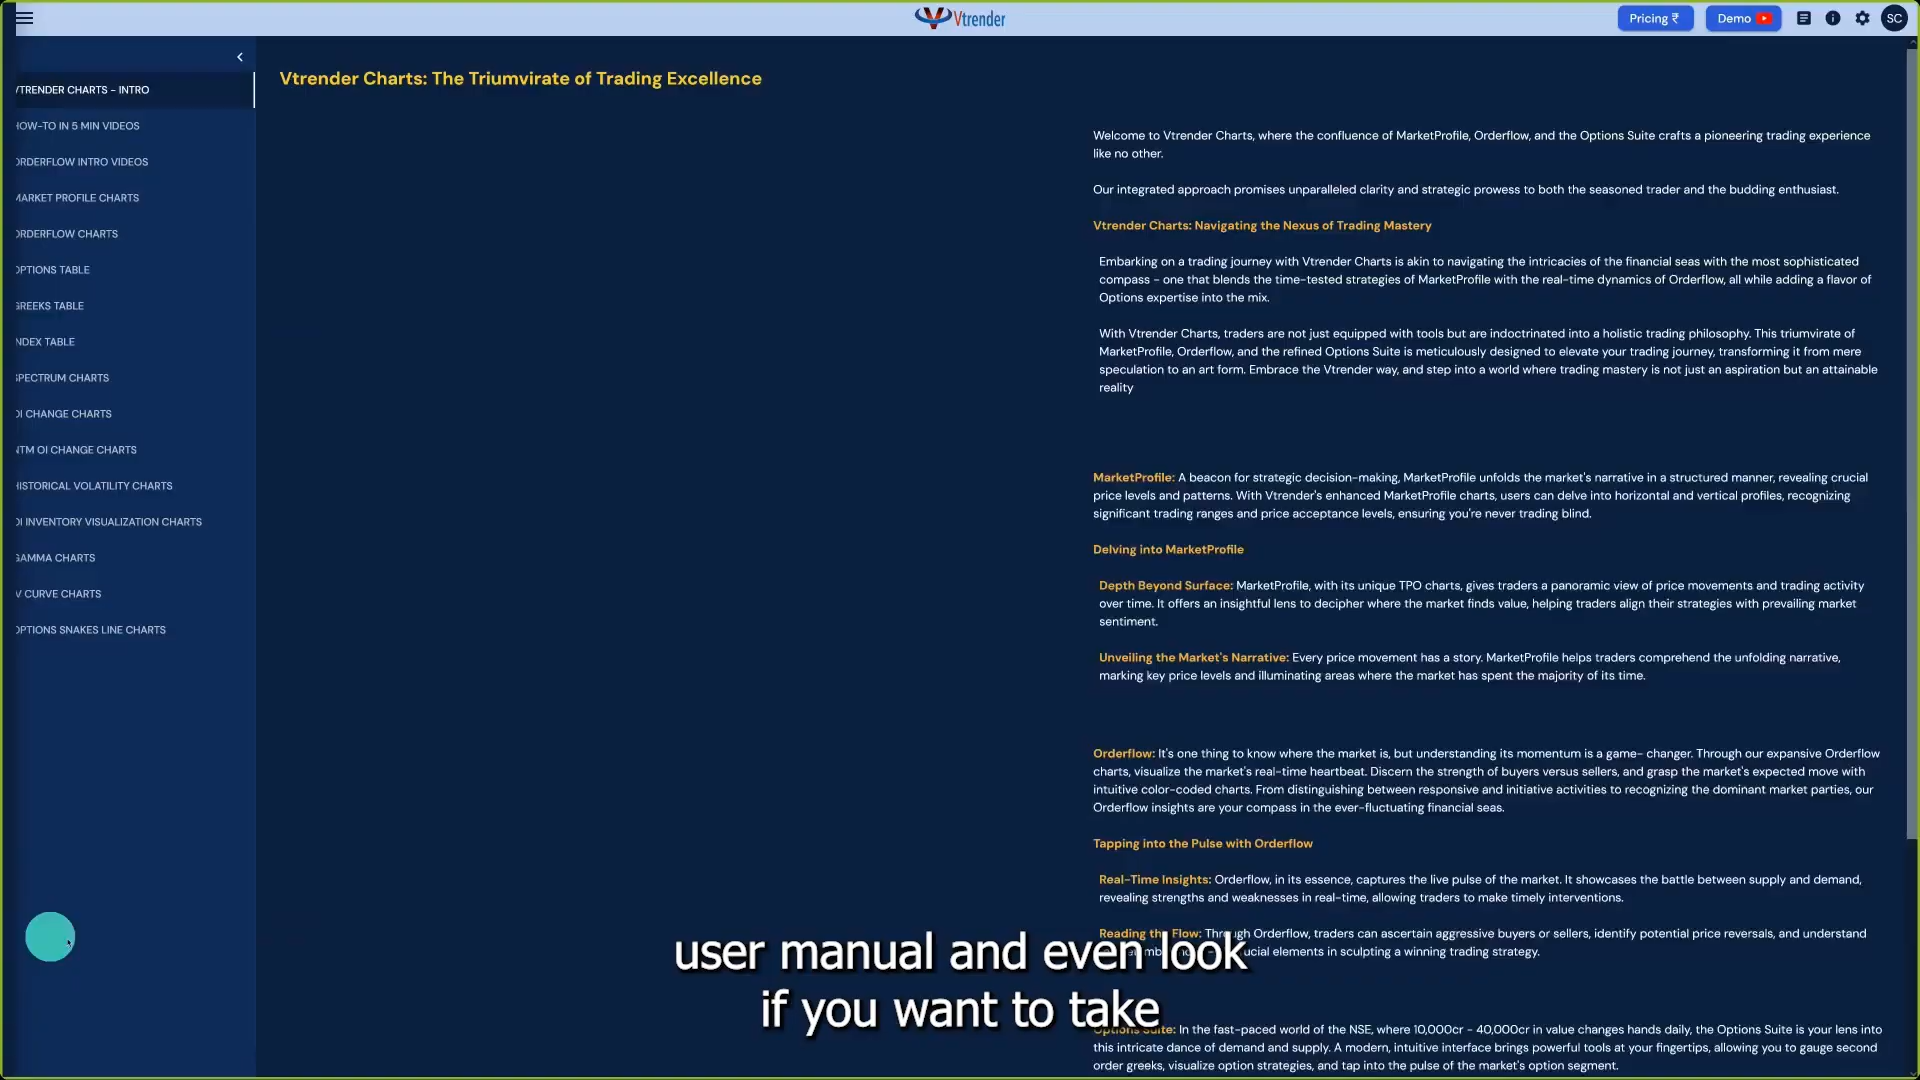 Vtrender
Pricing ₹
Demo
SC
VTRENDER CHARTS - INTRO
HOW-TO IN 5 MIN VIDEOS
ORDERFLOW INTRO VIDEOS
MARKET PROFILE CHARTS
ORDERFLOW CHARTS
OPTIONS TABLE
GREEKS TABLE
INDEX TABLE
SPECTRUM CHARTS
OI CHANGE CHARTS
NTM OI CHANGE CHARTS
HISTORICAL VOLATILITY CHARTS
OI INVENTORY VISUALIZATION CHARTS
GAMMA CHARTS
V CURVE CHARTS
OPTIONS SNAKES LINE CHARTS
Vtrender Charts: The Triumvirate of Trading Excellence
Welcome to Vtrender Charts, where the confluence of MarketProfile, Orderflow, and the Options Suite crafts a pioneering trading experience
like no other.
Our integrated approach promises unparalleled clarity and strategic prowess to both the seasoned trader and the budding enthusiast.
Vtrender Charts: Navigating the Nexus of Trading Mastery
Embarking on a trading journey with Vtrender Charts is akin to navigating the intricacies of the financial seas with the most sophisticated
compass - one that blends the time-tested strategies of MarketProfile with the real-time dynamics of Orderflow, all while adding a flavor of
Options expertise into the mix.
With Vtrender Charts, traders are not just equipped with tools but are indoctrinated into a holistic trading philosophy. This triumvirate of
MarketProfile, Orderflow, and the refined Options Suite is meticulously designed to elevate your trading journey, transforming it from mere
speculation to an art form. Embrace the Vtrender way, and step into a world where trading mastery is not just an aspiration but an attainable
reality
MarketProfile: A beacon for strategic decision-making, MarketProfile unfolds the market's narrative in a structured manner, revealing crucial
price levels and patterns. With Vtrender's enhanced MarketProfile charts, users can delve into horizontal and vertical profiles, recognizing
significant trading ranges and price acceptance levels, ensuring you're never trading blind.
Delving into MarketProfile
Depth Beyond Surface: MarketProfile, with its unique TPO charts, gives traders a panoramic view of price movements and trading activity
over time. It offers an insightful lens to decipher where the market finds value, helping traders align their strategies with prevailing market
sentiment.
Unveiling the Market's Narrative: Every price movement has a story. MarketProfile helps traders comprehend the unfolding narrative,
marking key price levels and illuminating areas where the market has spent the majority of its time.
Orderflow: It's one thing to know where the market is, but understanding its momentum is a game- changer. Through our expansive Orderflow
charts, visualize the market's real-time heartbeat. Discern the strength of buyers versus sellers, and grasp the market's expected move with
intuitive color-coded charts. From distinguishing between responsive and initiative activities to recognizing the dominant market parties, our
Orderflow insights are your compass in the ever-fluctuating financial seas.
Tapping into the Pulse with Orderflow
Real-Time Insights: Orderflow, in its essence, captures the live pulse of the market. It showcases the battle between supply and demand,
revealing strengths and weaknesses in real-time, allowing traders to make timely interventions.
Reading the Flow: Through Orderflow, traders can ascertain aggressive buyers or sellers, identify potential price reversals, and understand
crucial elements in sculpting a winning trading strategy.
user manual and even look
if you want to take
Options Suite: In the fast-paced world of the NSE, where 10,000cr - 40,000cr in value changes hands daily, the Options Suite is your lens into
this intricate dance of demand and supply. A modern, intuitive interface brings powerful tools at your fingertips, allowing you to gauge second
order greeks, visualize option strategies, and tap into the pulse of the market's option segment.